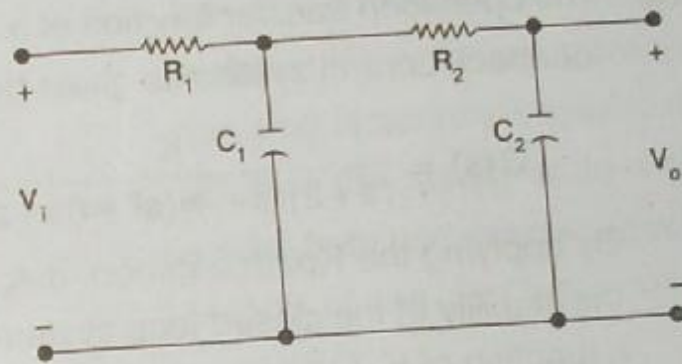 R₁
R₂
+
+
C₁
C₂
Vᵢ
Vₒ
−
−